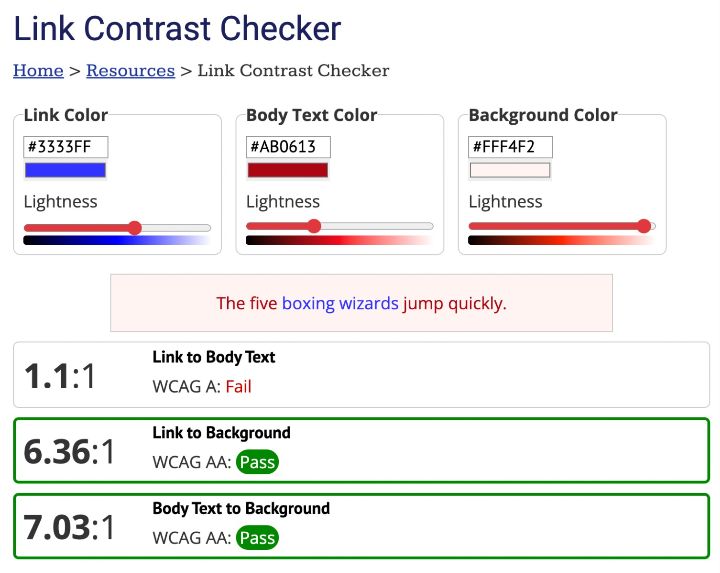 Link Contrast Checker
Home > Resources > Link Contrast Checker
Link Color
#3333FF
Lightness
Body Text Color
#AB0613
Lightness
Background Color
#FFF4F2
Lightness
The five boxing wizards jump quickly.
1.1:1
Link to Body Text
WCAG A: Fail
6.36:1
Link to Background
WCAG AA: Pass
7.03:1
Body Text to Background
WCAG AA: Pass